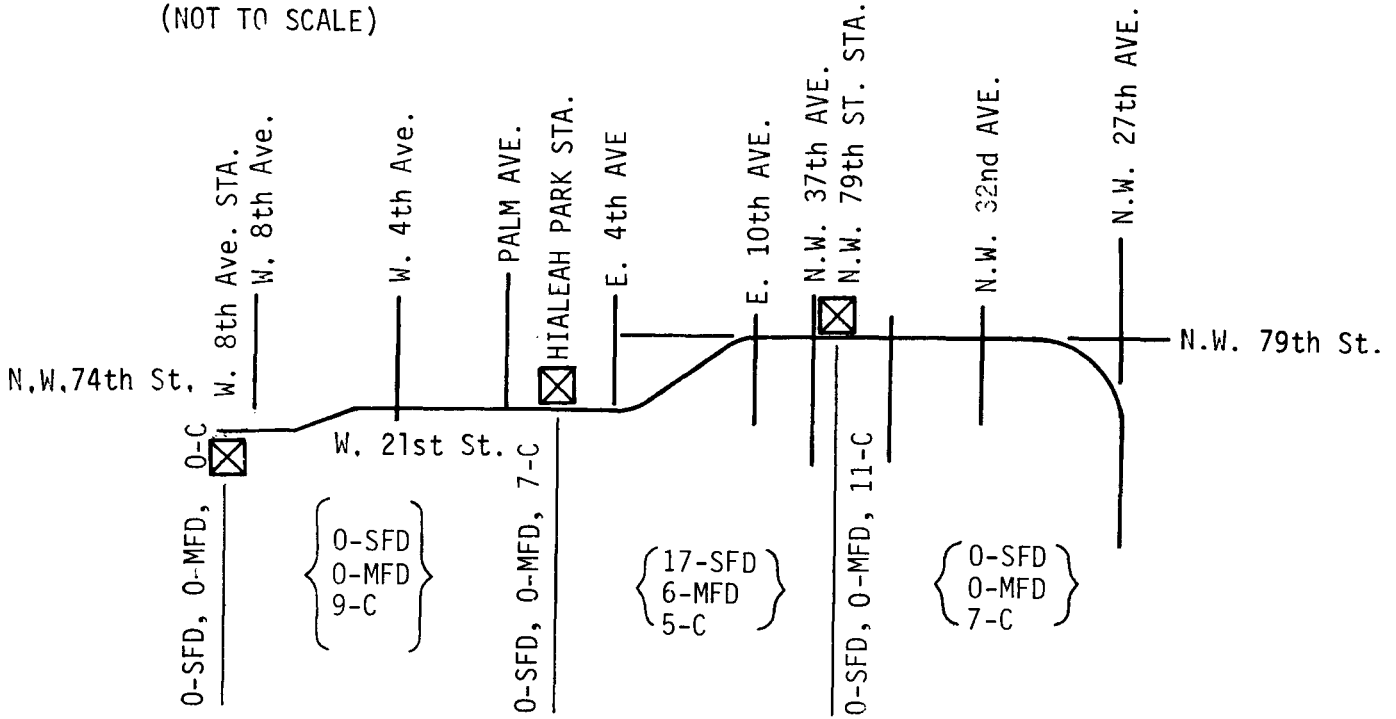 (NOT TO SCALE)
W. 8th Ave. STA.
W. 8th Ave.
W. 4th Ave.
PALM AVE.
HIALEAH PARK STA.
E. 4th AVE
E. 10th AVE.
N.W. 37th AVE.
N.W. 79th ST. STA.
N.W. 32nd AVE.
N.W. 27th AVE.
N.W. 79th St.
N.W.74th St.
W. 21st St.
0-SFD, 0-MFD, 0-C
0-SFD
0-MFD
9-C
0-SFD, 0-MFD, 7-C
17-SFD
6-MFD
5-C
0-SFD, 0-MFD, 11-C
0-SFD
0-MFD
7-C